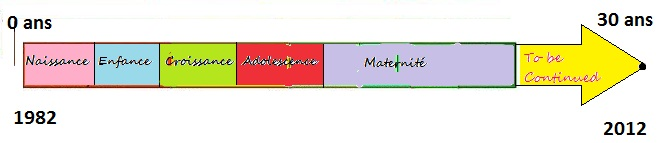 0 ans
30 ans
Naissance
Enfance
Croissance
Adolescence
Maternité
To be
Continued
1982
2012